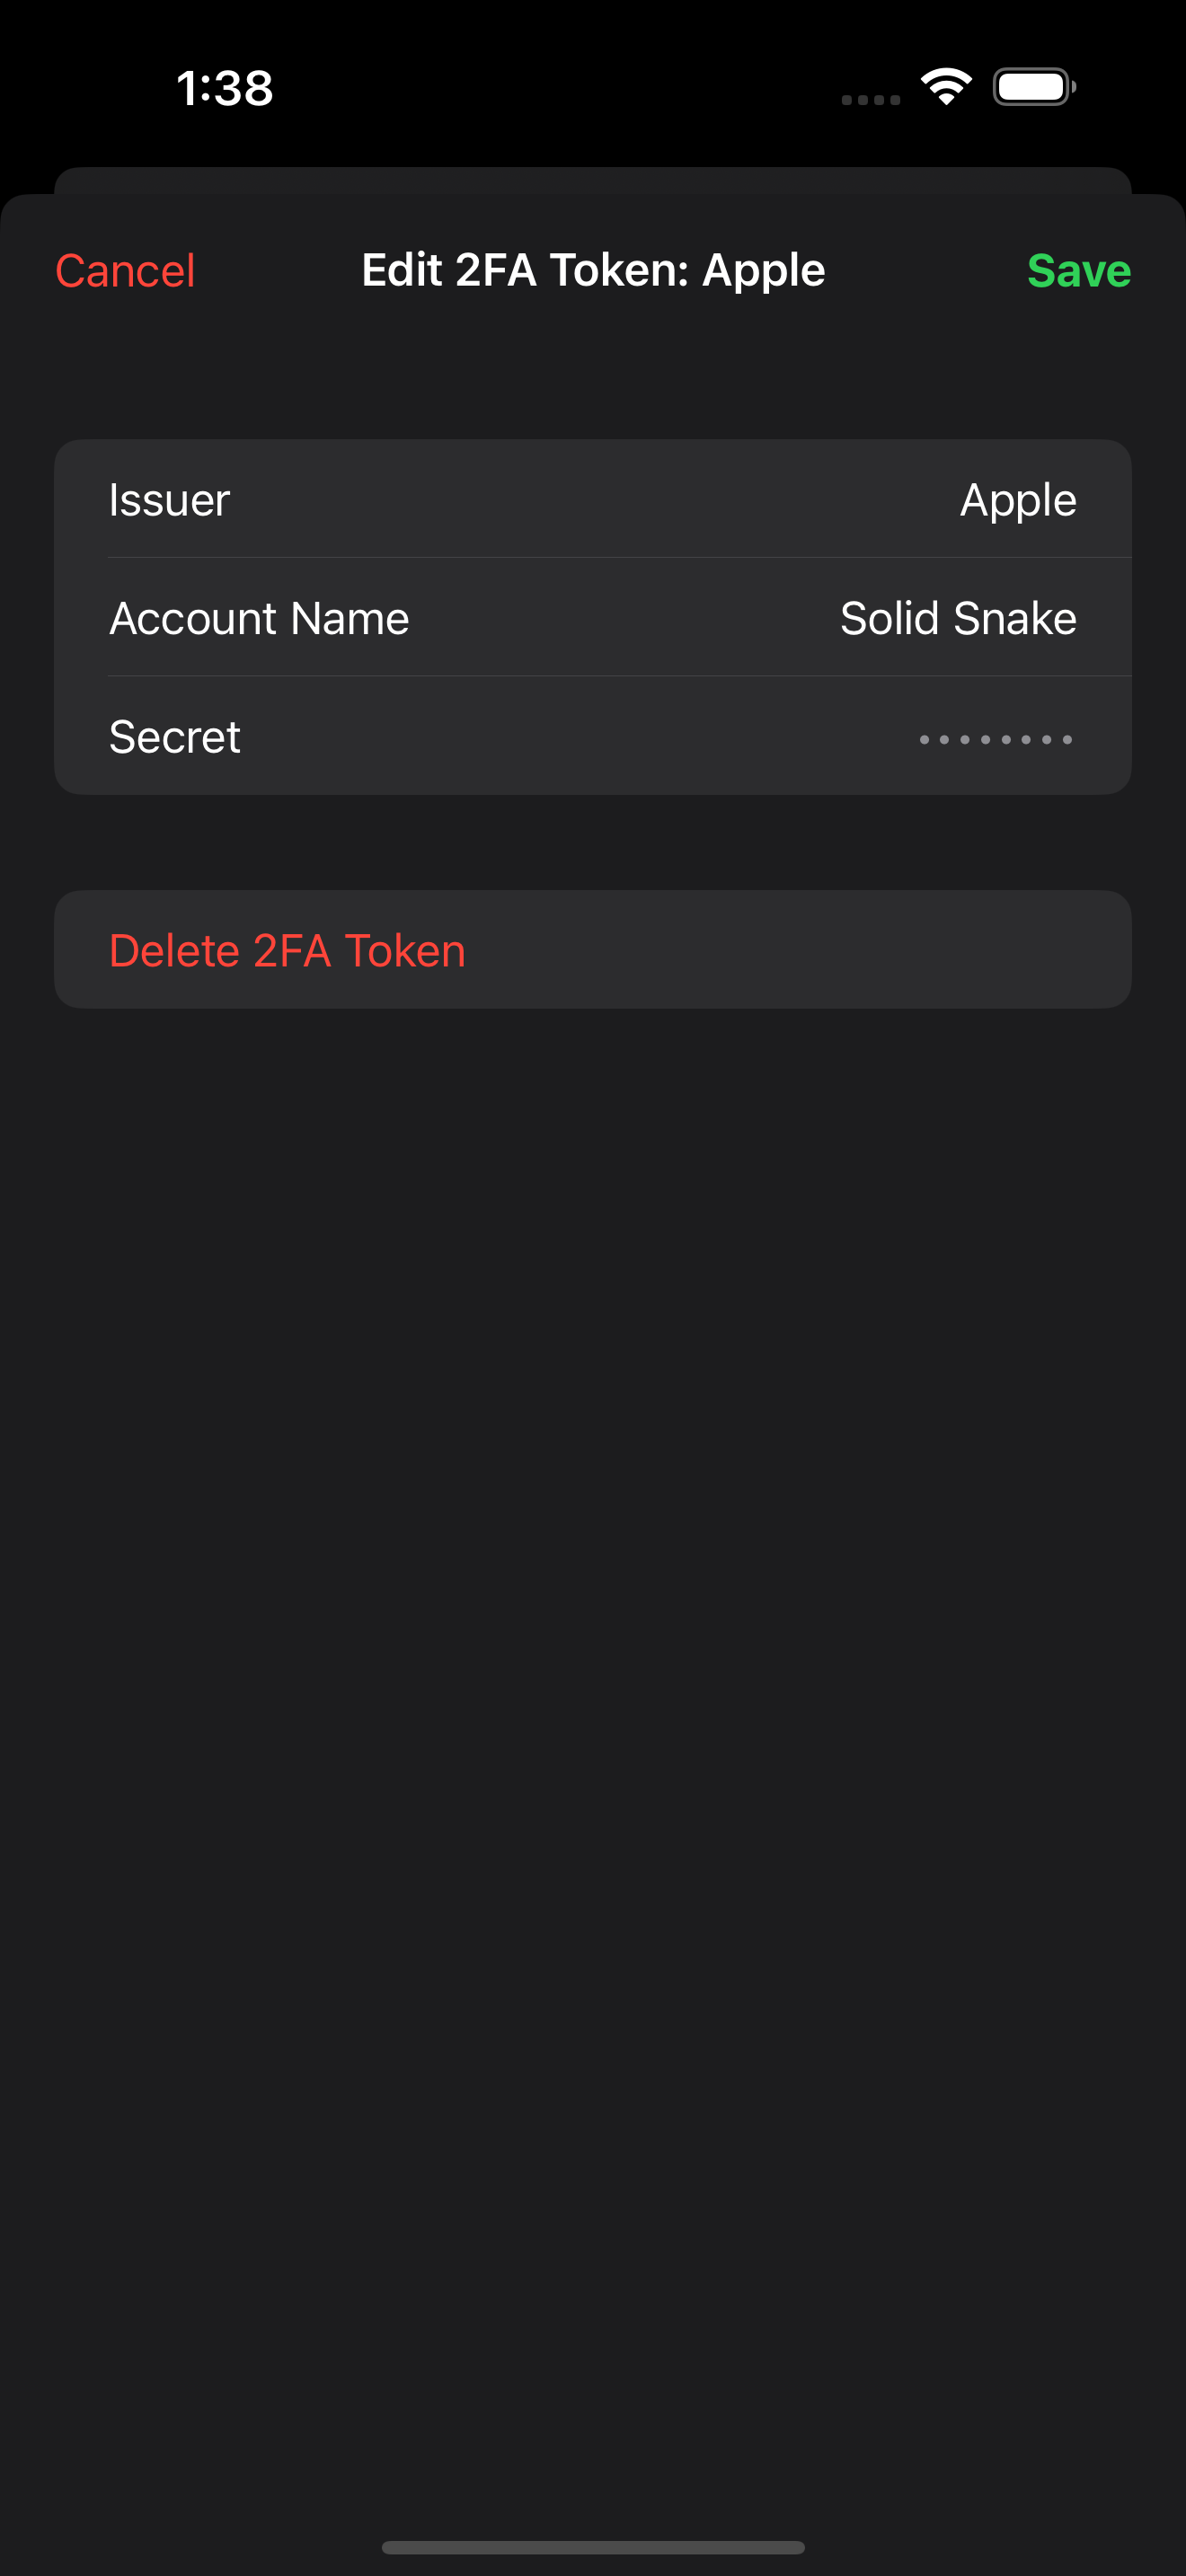 1:38
Cancel
Edit 2FA Token: Apple
Save
Issuer
Apple
Account Name
Solid Snake
Secret
••••••••
Delete 2FA Token